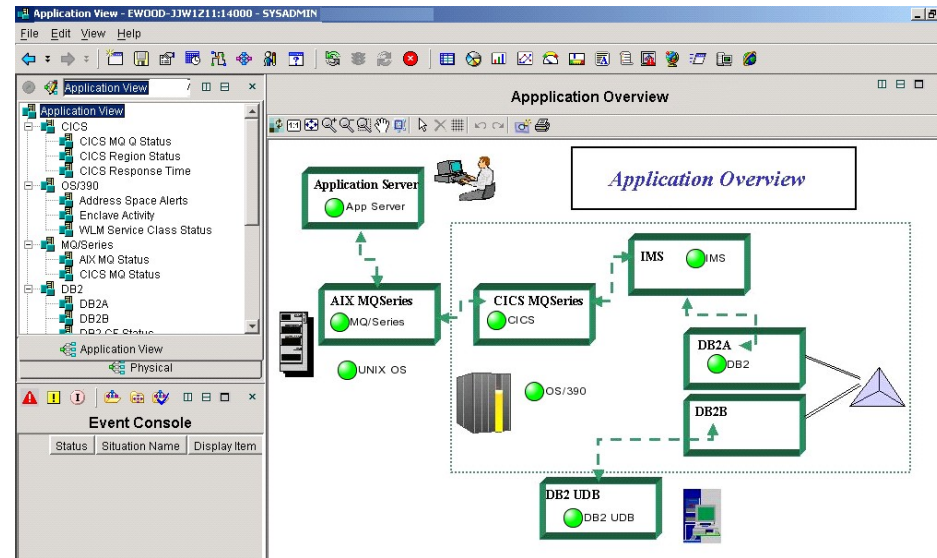 Application View - EWOOD-JJW1Z11:14000 - SYSADMIN
File Edit View Help
Application View
Application View
CICS
CICS MQ Q Status
CICS Region Status
CICS Response Time
OS/390
Address Space Alerts
Enclave Activity
WLM Service Class Status
MQ/Series
AIX MQ Status
CICS MQ Status
DB2
DB2A
DB2B
DB2 CF Status
Application View
Physical
Event Console
Status Situation Name Display Item
Appplication Overview
Application Overview
Application Server
App Server
AIX MQSeries
MQ/Series
UNIX OS
CICS MQSeries
CICS
OS/390
IMS
IMS
DB2A
DB2
DB2B
DB2 UDB
DB2 UDB